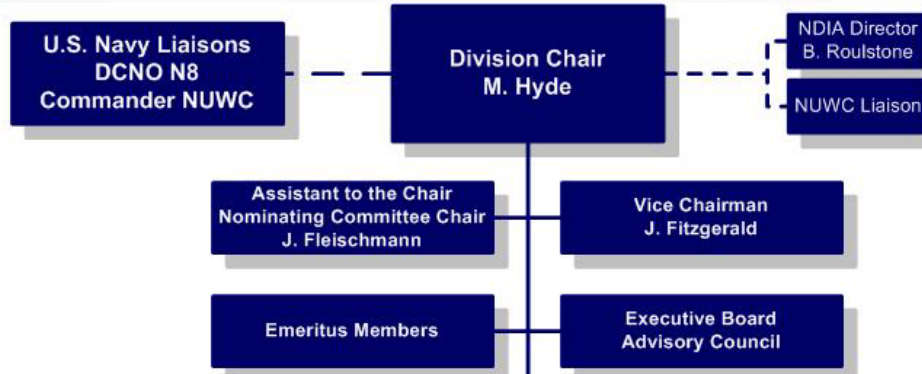 U.S. Navy Liaisons
DCNO N8
Commander NUWC
Division Chair
M. Hyde
NDIA Director
B. Roulstone
NUWC Liaison
Assistant to the Chair
Nominating Committee Chair
J. Fleischmann
Vice Chairman
J. Fitzgerald
Emeritus Members
Executive Board
Advisory Council